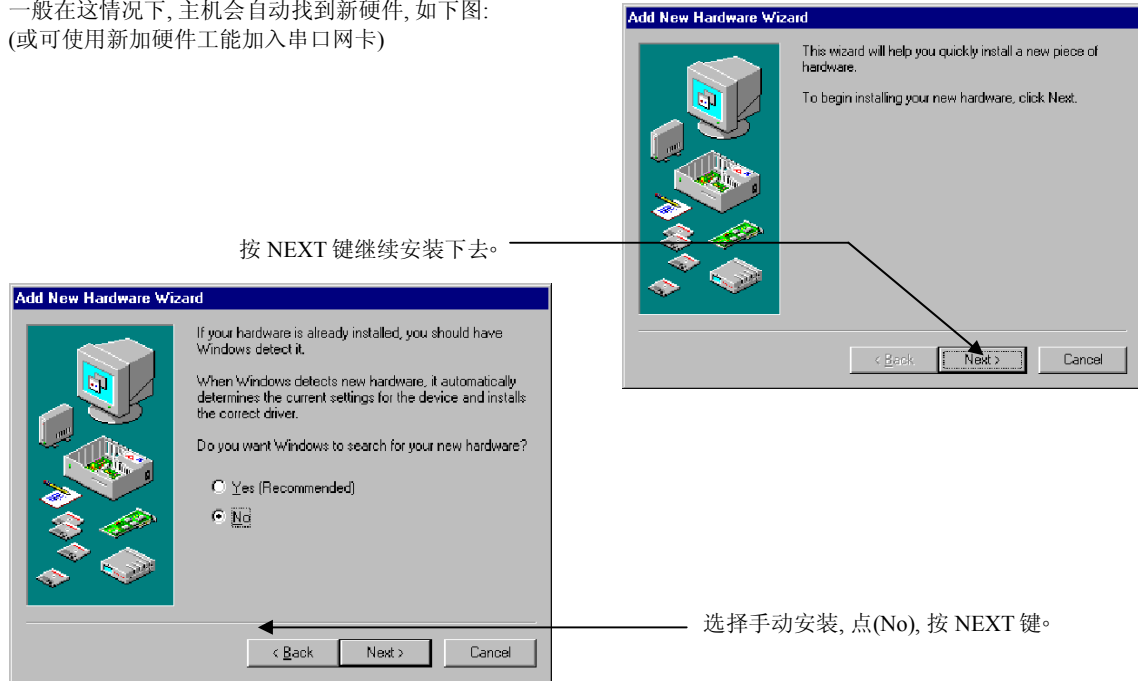 一般在这情况下, 主机会自动找到新硬件, 如下图:
(或可使用新加硬件工能加入串口网卡)
Add New Hardware Wizard
This wizard will help you quickly install a new piece of
hardware.
To begin installing your new hardware, click Next.
< Back
Next >
Cancel
按 NEXT 键继续安装下去。
Add New Hardware Wizard
If your hardware is already installed, you should have
Windows detect it.
When Windows detects new hardware, it automatically
determines the current settings for the device and installs
the correct driver.
Do you want Windows to search for your new hardware?
Yes (Recommended)
No
< Back
Next >
Cancel
选择手动安装, 点(No), 按 NEXT 键。